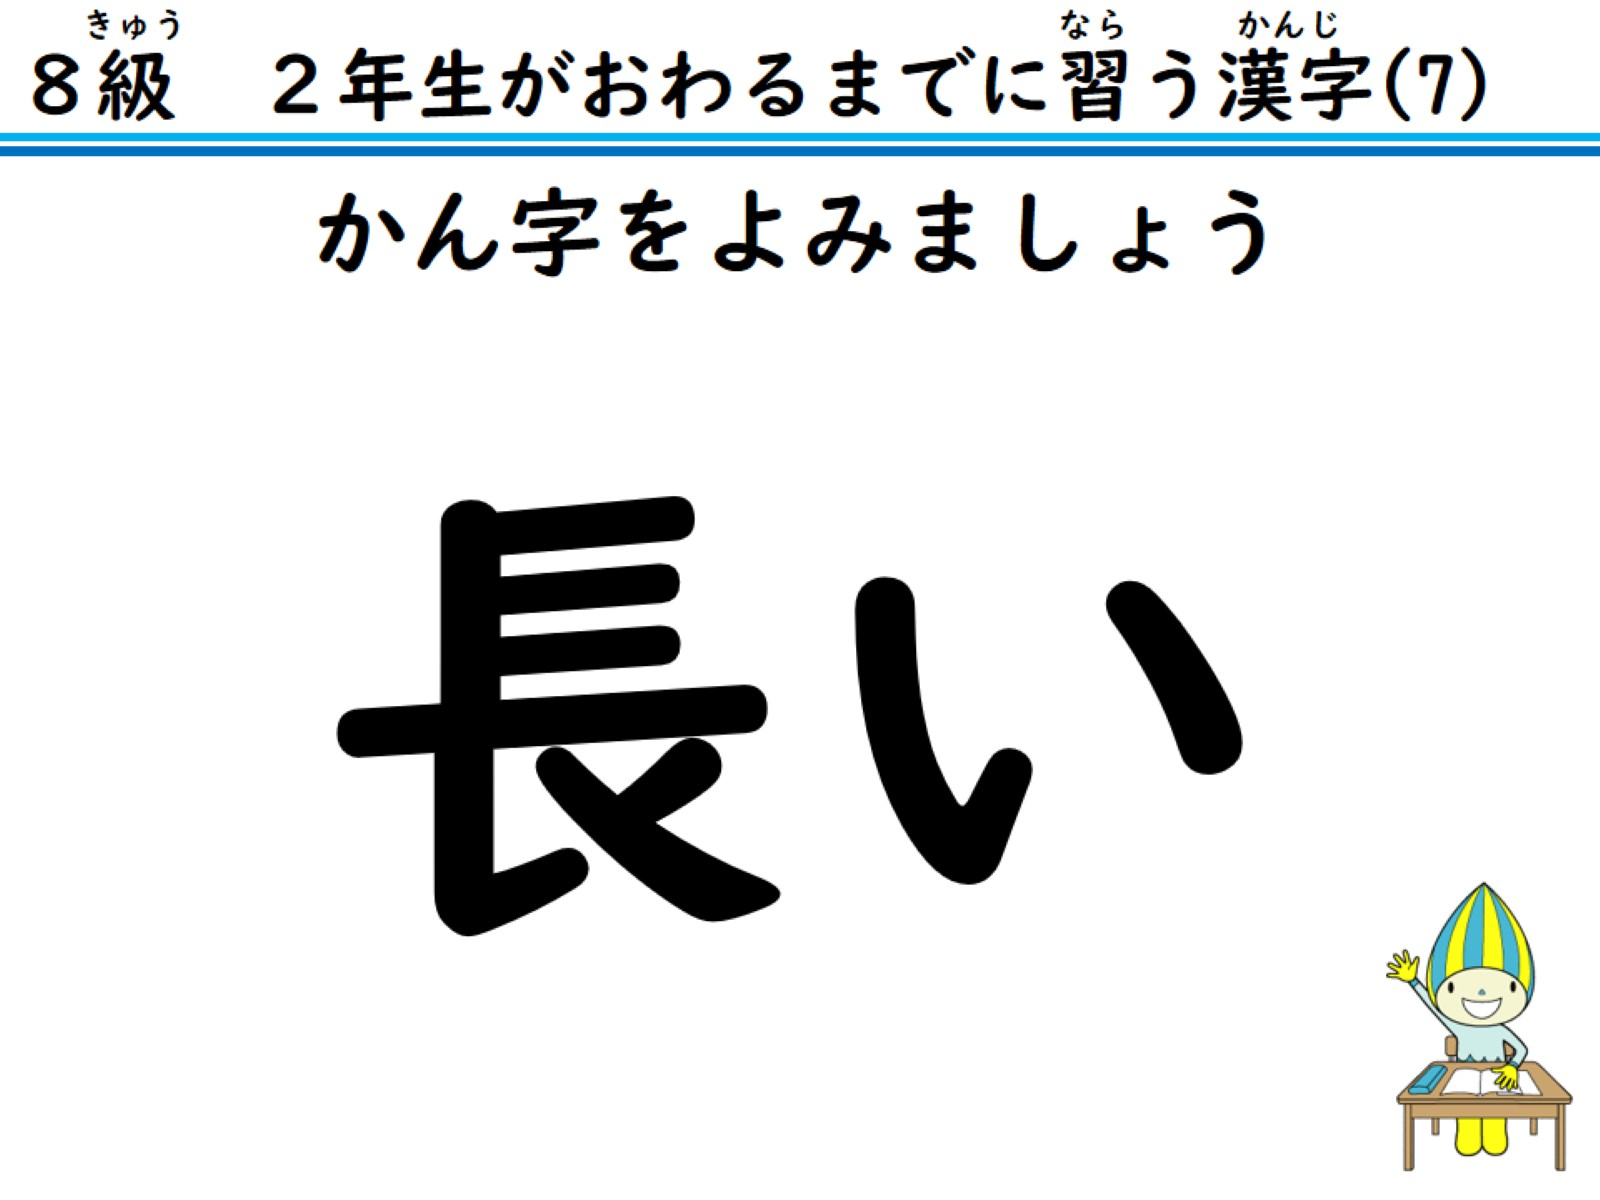 きゅう なら かんじ
８級　２年生がおわるまでに習う漢字(7)
かん字をよみましょう
長い